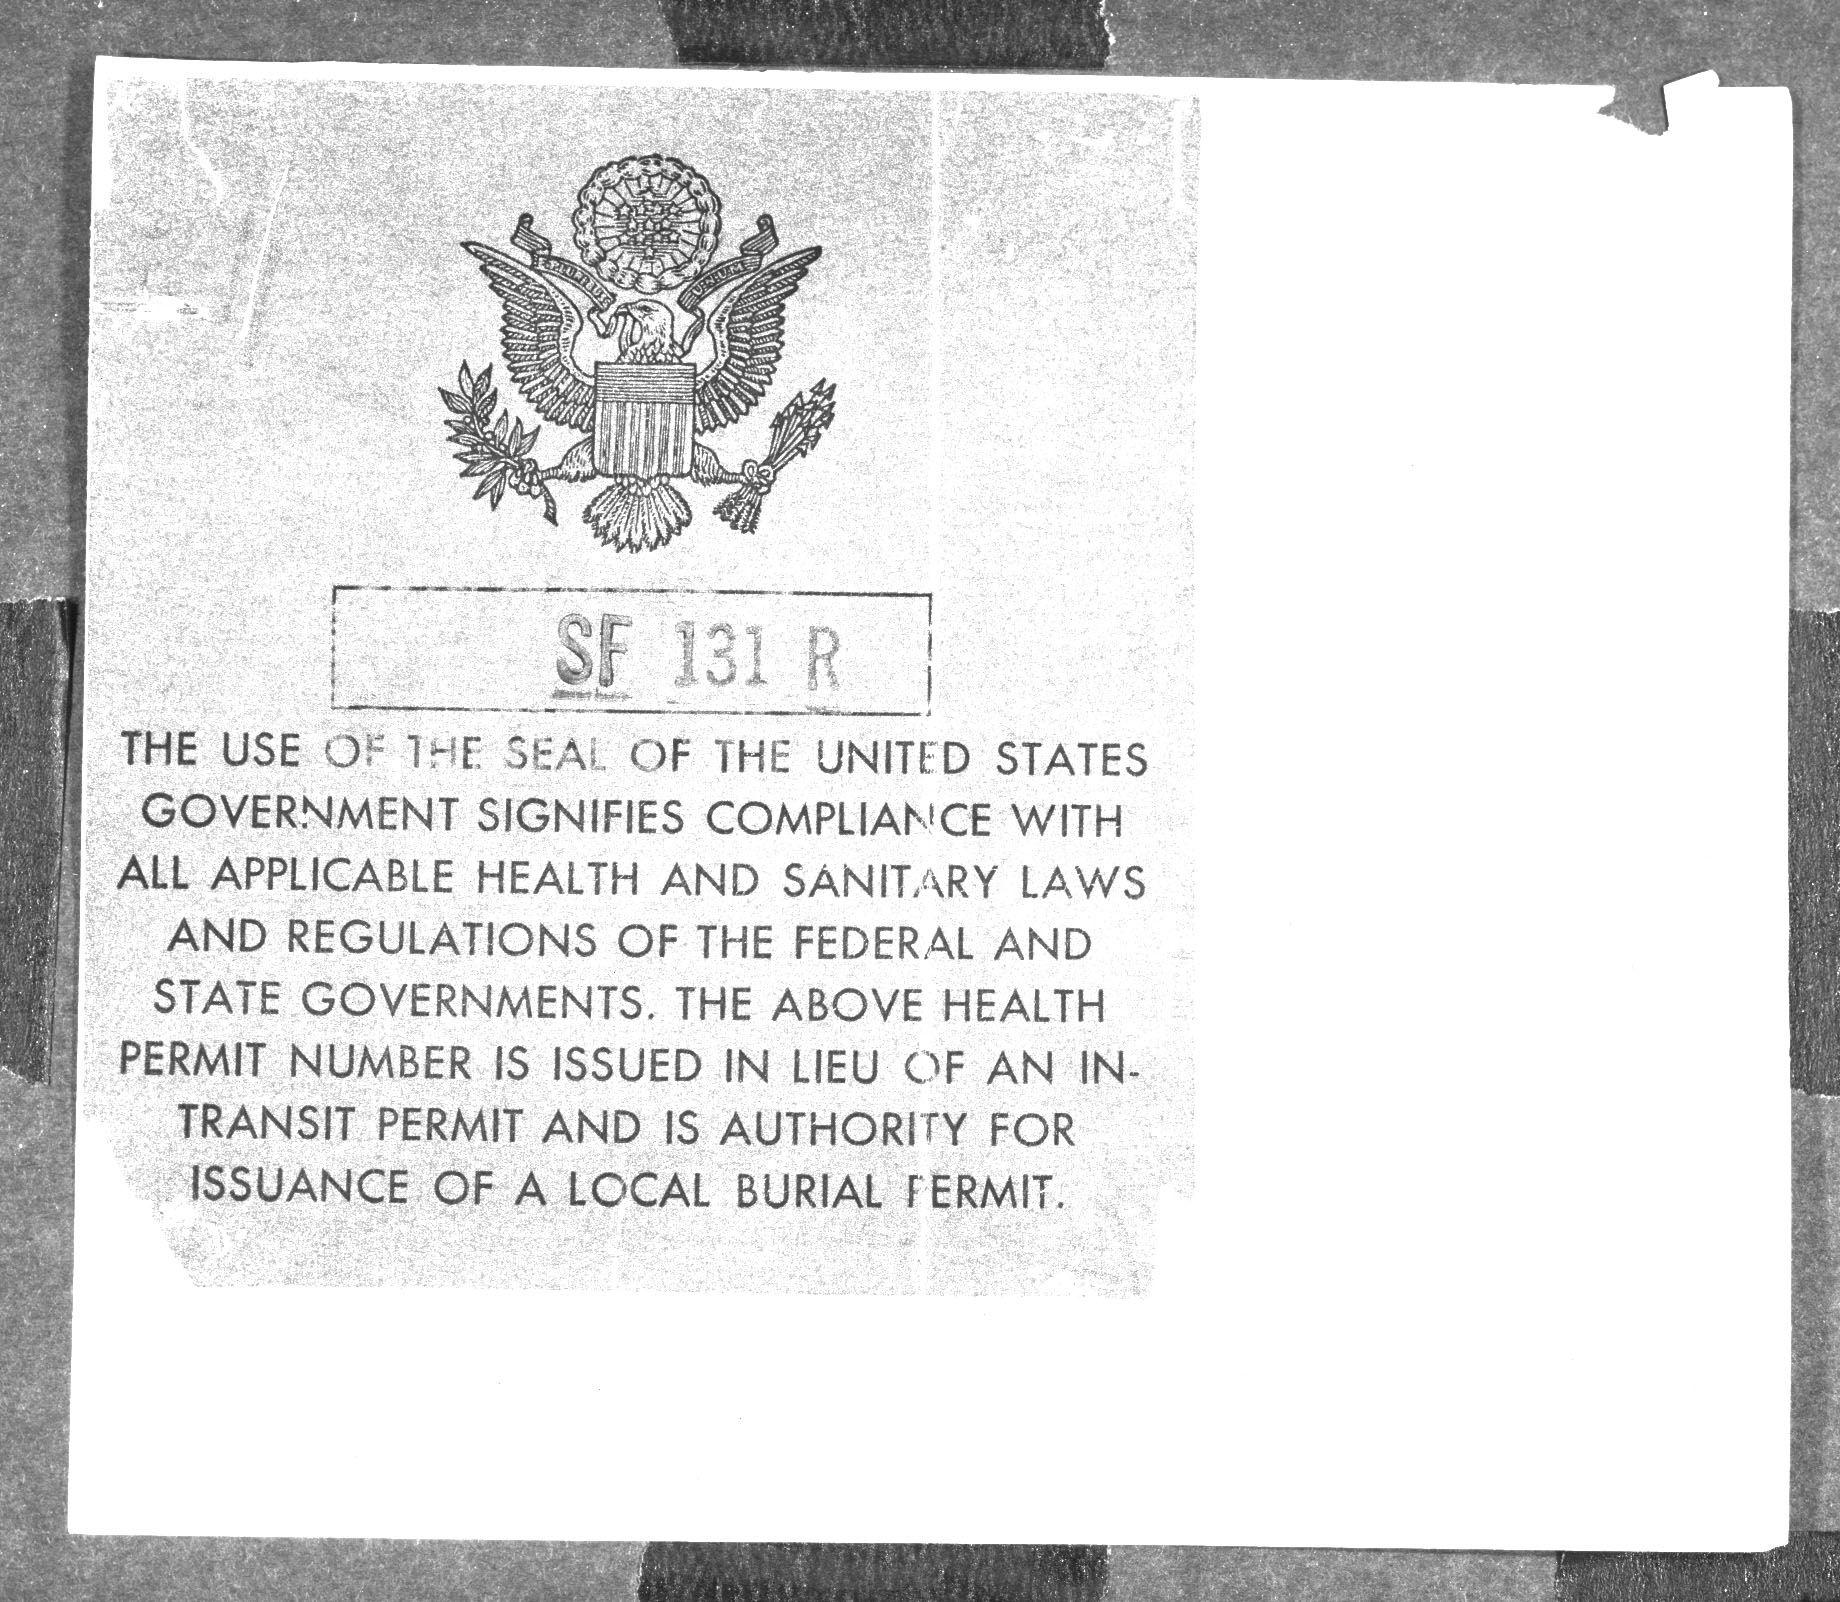 SF 131 R
THE USE OF THE SEAL OF THE UNITED STATES
GOVERNMENT SIGNIFIES COMPLIANCE WITH
ALL APPLICABLE HEALTH AND SANITARY LAWS
AND REGULATIONS OF THE FEDERAL AND
STATE GOVERNMENTS. THE ABOVE HEALTH
PERMIT NUMBER IS ISSUED IN LIEU OF AN IN-
TRANSIT PERMIT AND IS AUTHORITY FOR
ISSUANCE OF A LOCAL BURIAL PERMIT.